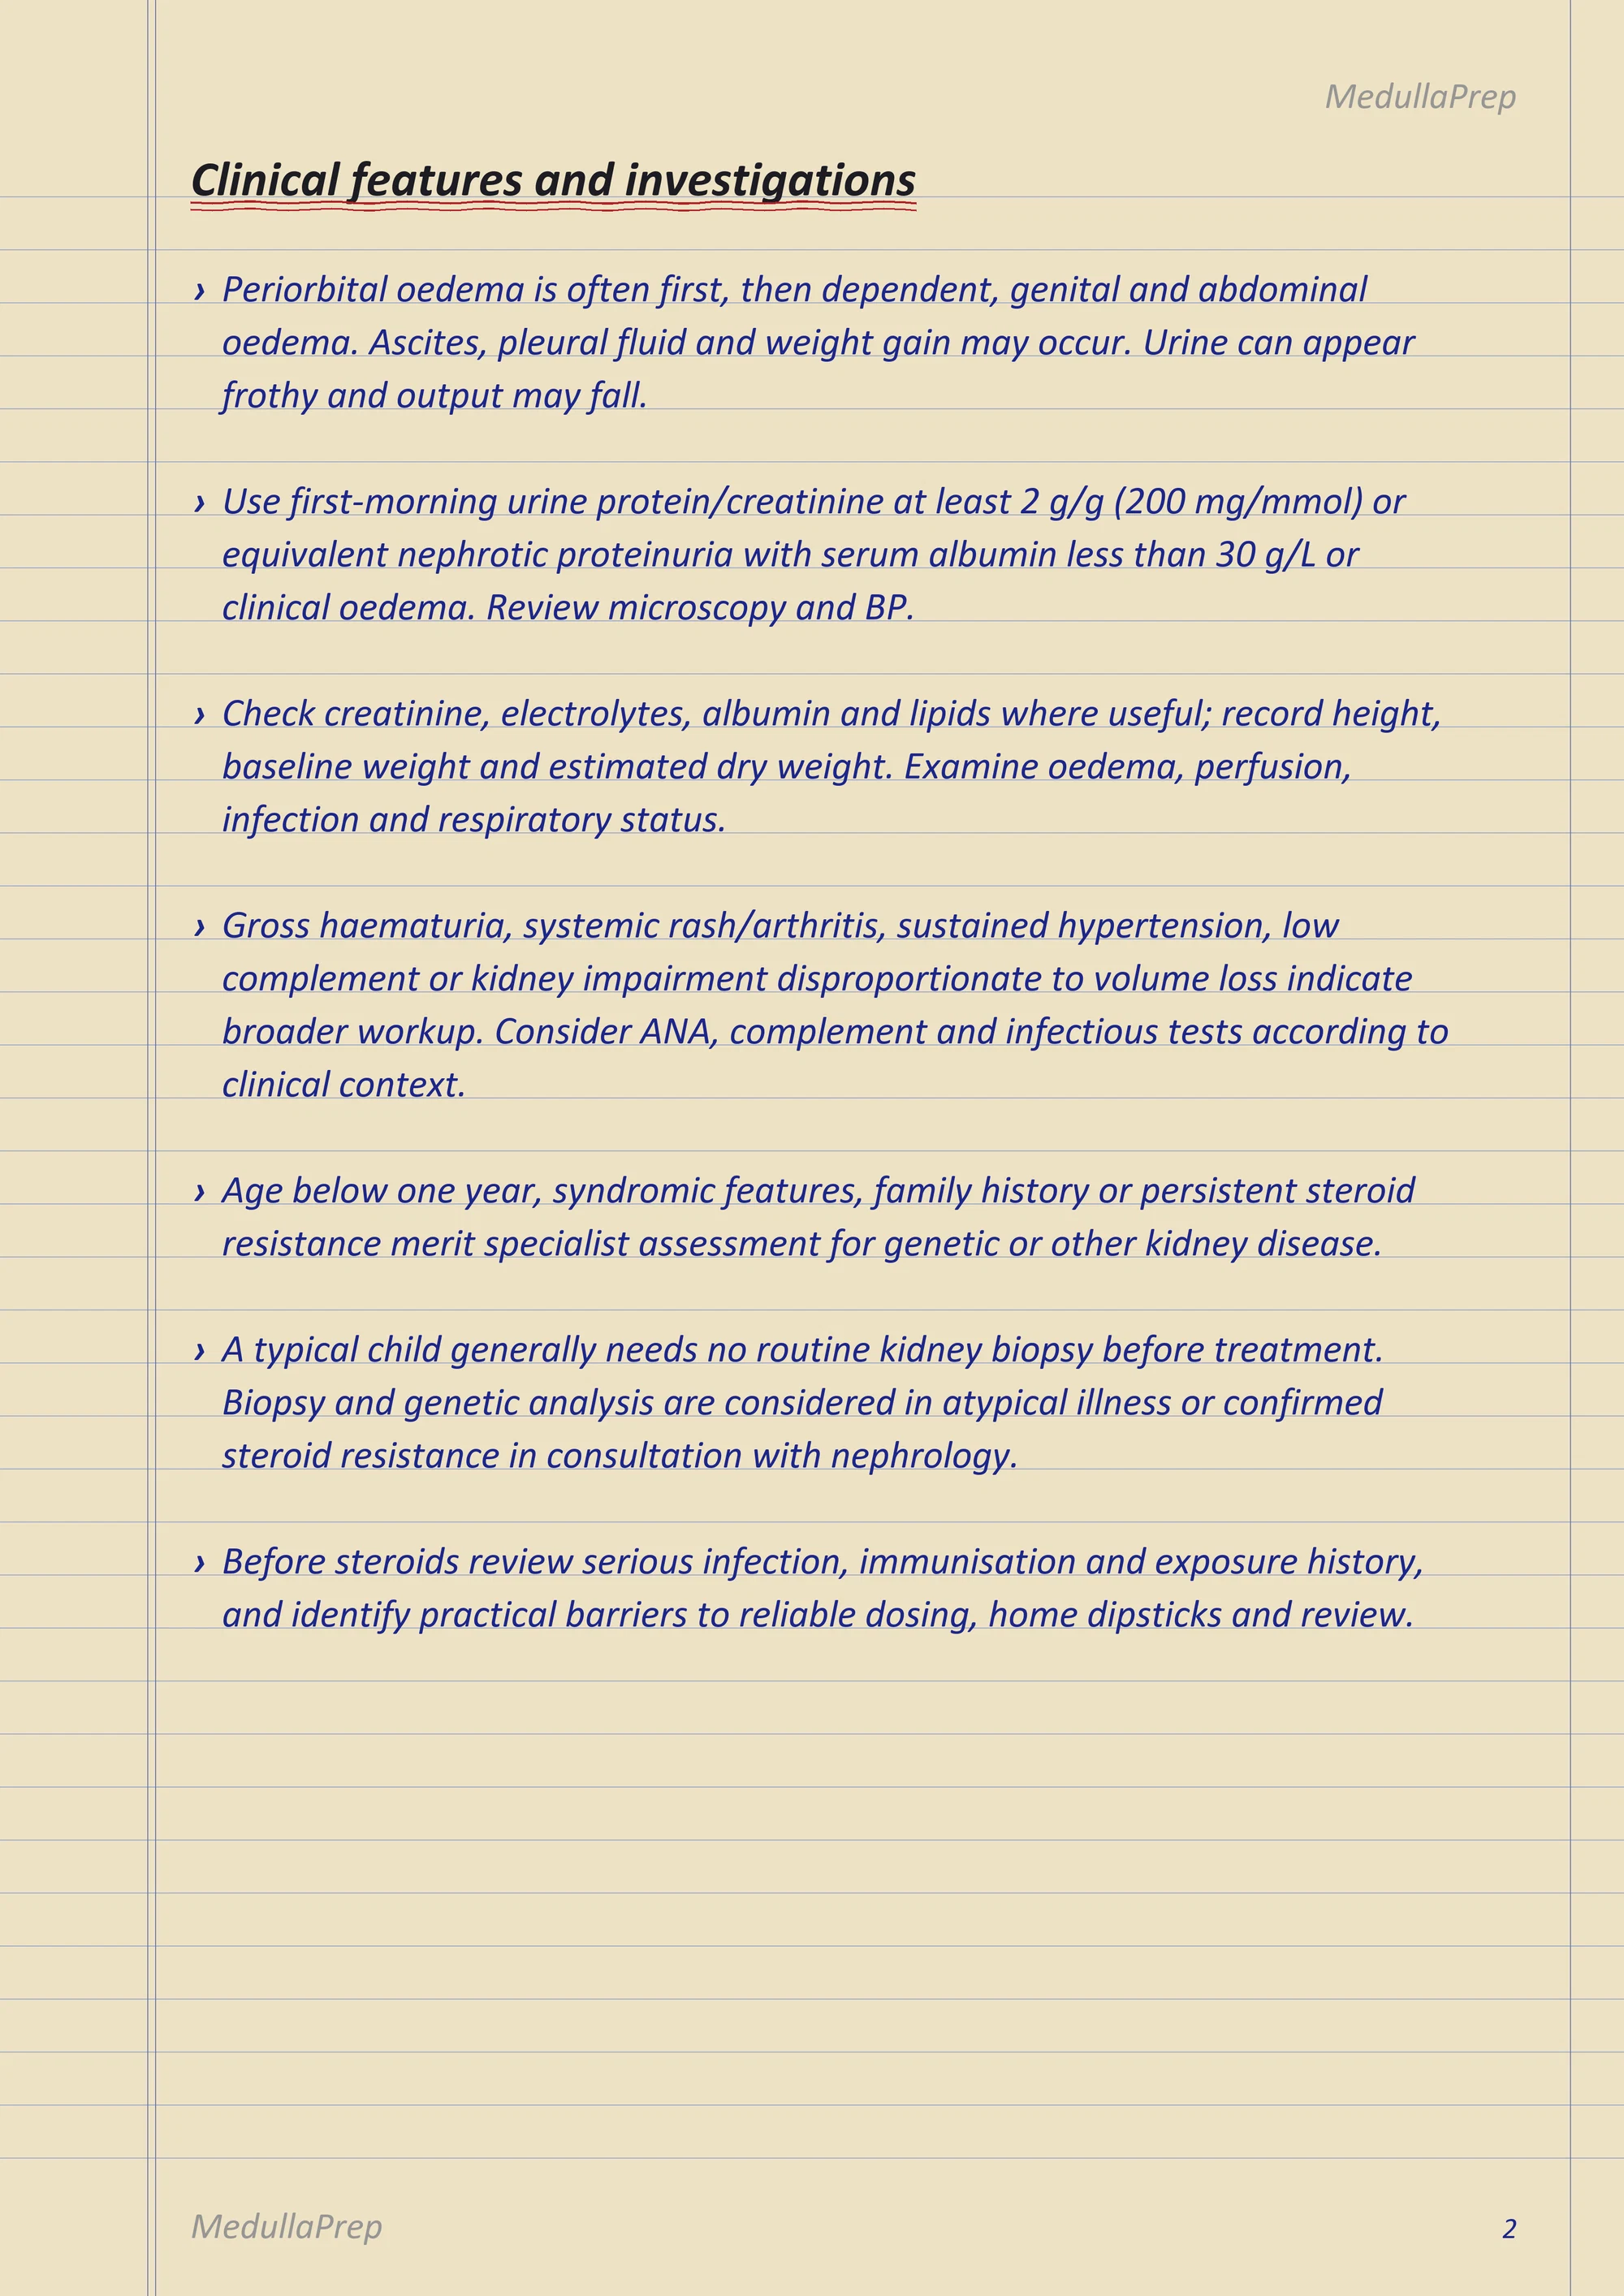 MedullaPrep
Clinical features and investigations
› Periorbital oedema is often first, then dependent, genital and abdominal
oedema. Ascites, pleural fluid and weight gain may occur. Urine can appear
frothy and output may fall.
› Use first-morning urine protein/creatinine at least 2 g/g (200 mg/mmol) or
equivalent nephrotic proteinuria with serum albumin less than 30 g/L or
clinical oedema. Review microscopy and BP.
› Check creatinine, electrolytes, albumin and lipids where useful; record height,
baseline weight and estimated dry weight. Examine oedema, perfusion,
infection and respiratory status.
› Gross haematuria, systemic rash/arthritis, sustained hypertension, low
complement or kidney impairment disproportionate to volume loss indicate
broader workup. Consider ANA, complement and infectious tests according to
clinical context.
› Age below one year, syndromic features, family history or persistent steroid
resistance merit specialist assessment for genetic or other kidney disease.
› A typical child generally needs no routine kidney biopsy before treatment.
Biopsy and genetic analysis are considered in atypical illness or confirmed
steroid resistance in consultation with nephrology.
› Before steroids review serious infection, immunisation and exposure history,
and identify practical barriers to reliable dosing, home dipsticks and review.
MedullaPrep
2